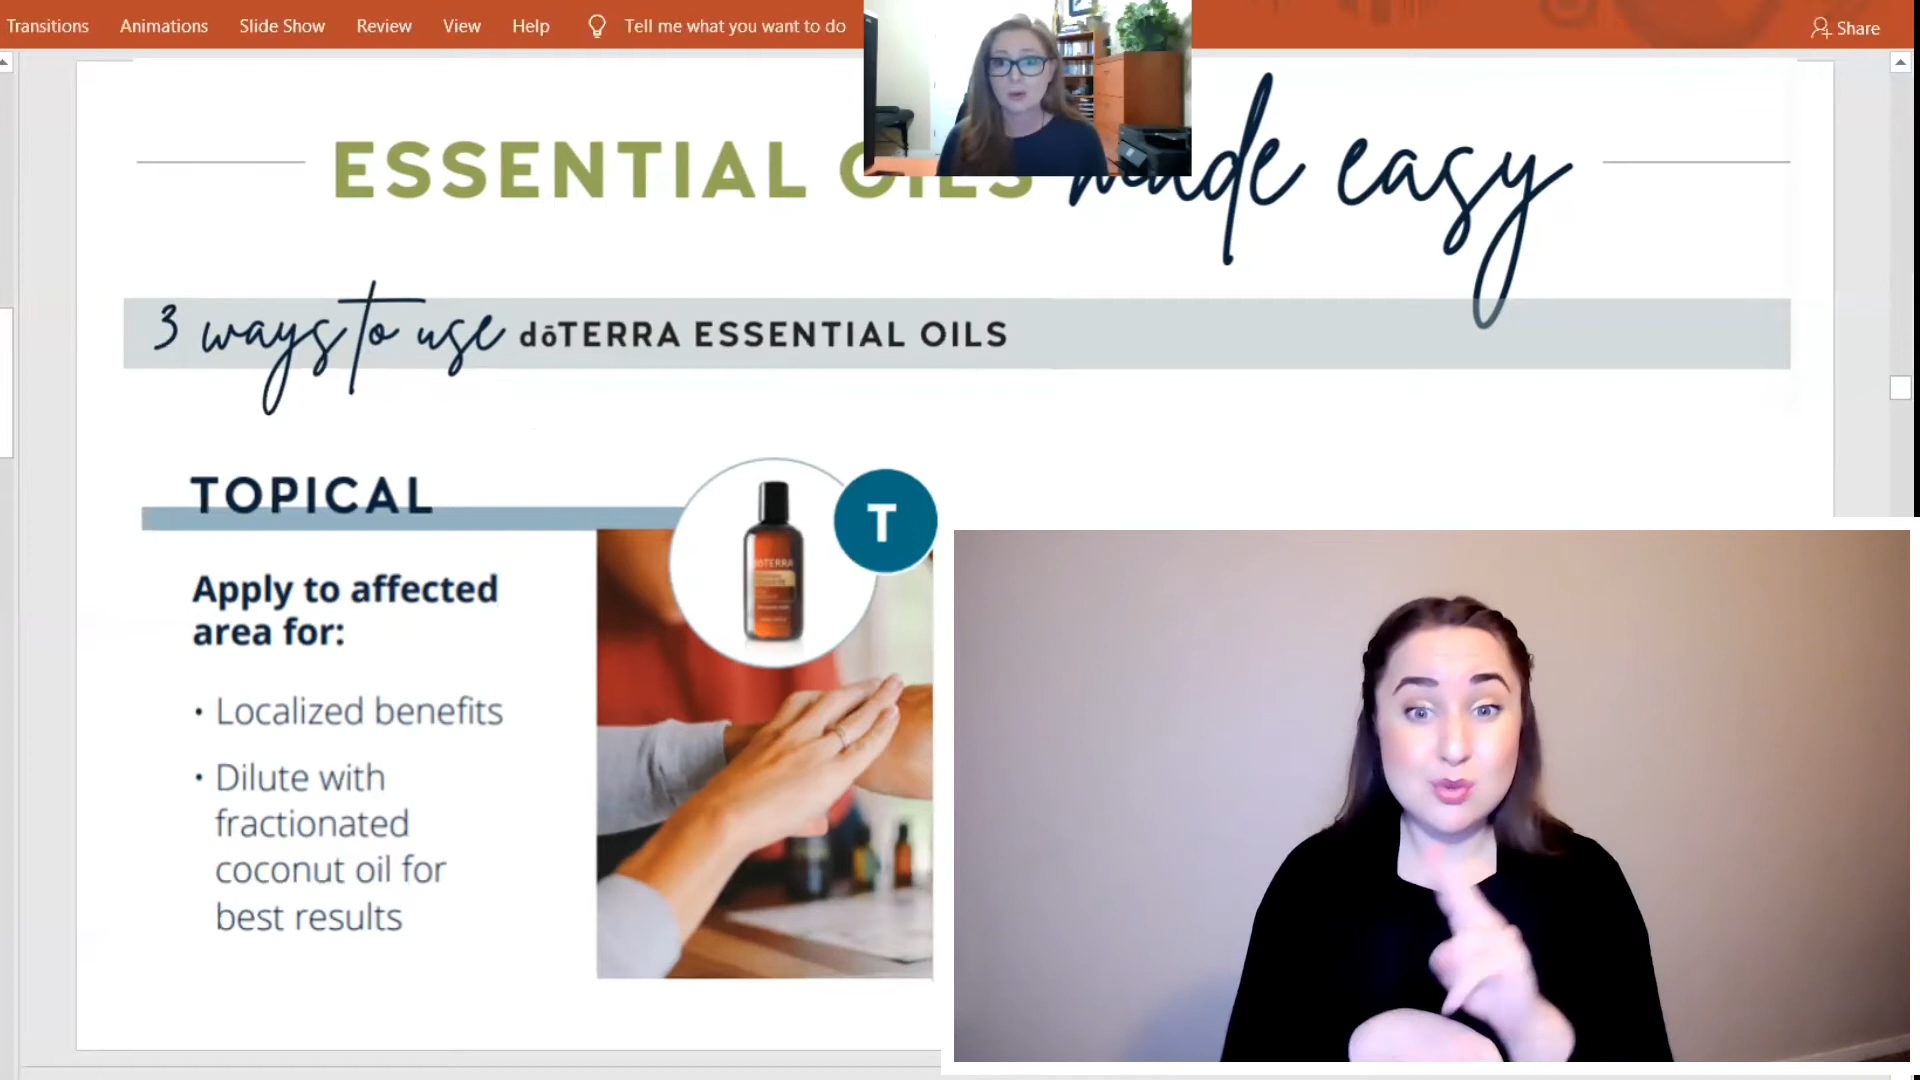 Transitions Animations Slide Show Review View Help Tell me what you want to do Share
ESSENTIAL OILS made easy
3 ways to use dōTERRA ESSENTIAL OILS
TOPICAL
T
dōTERRA
Apply to affected
area for:
• Localized benefits
• Dilute with
fractionated
coconut oil for
best results